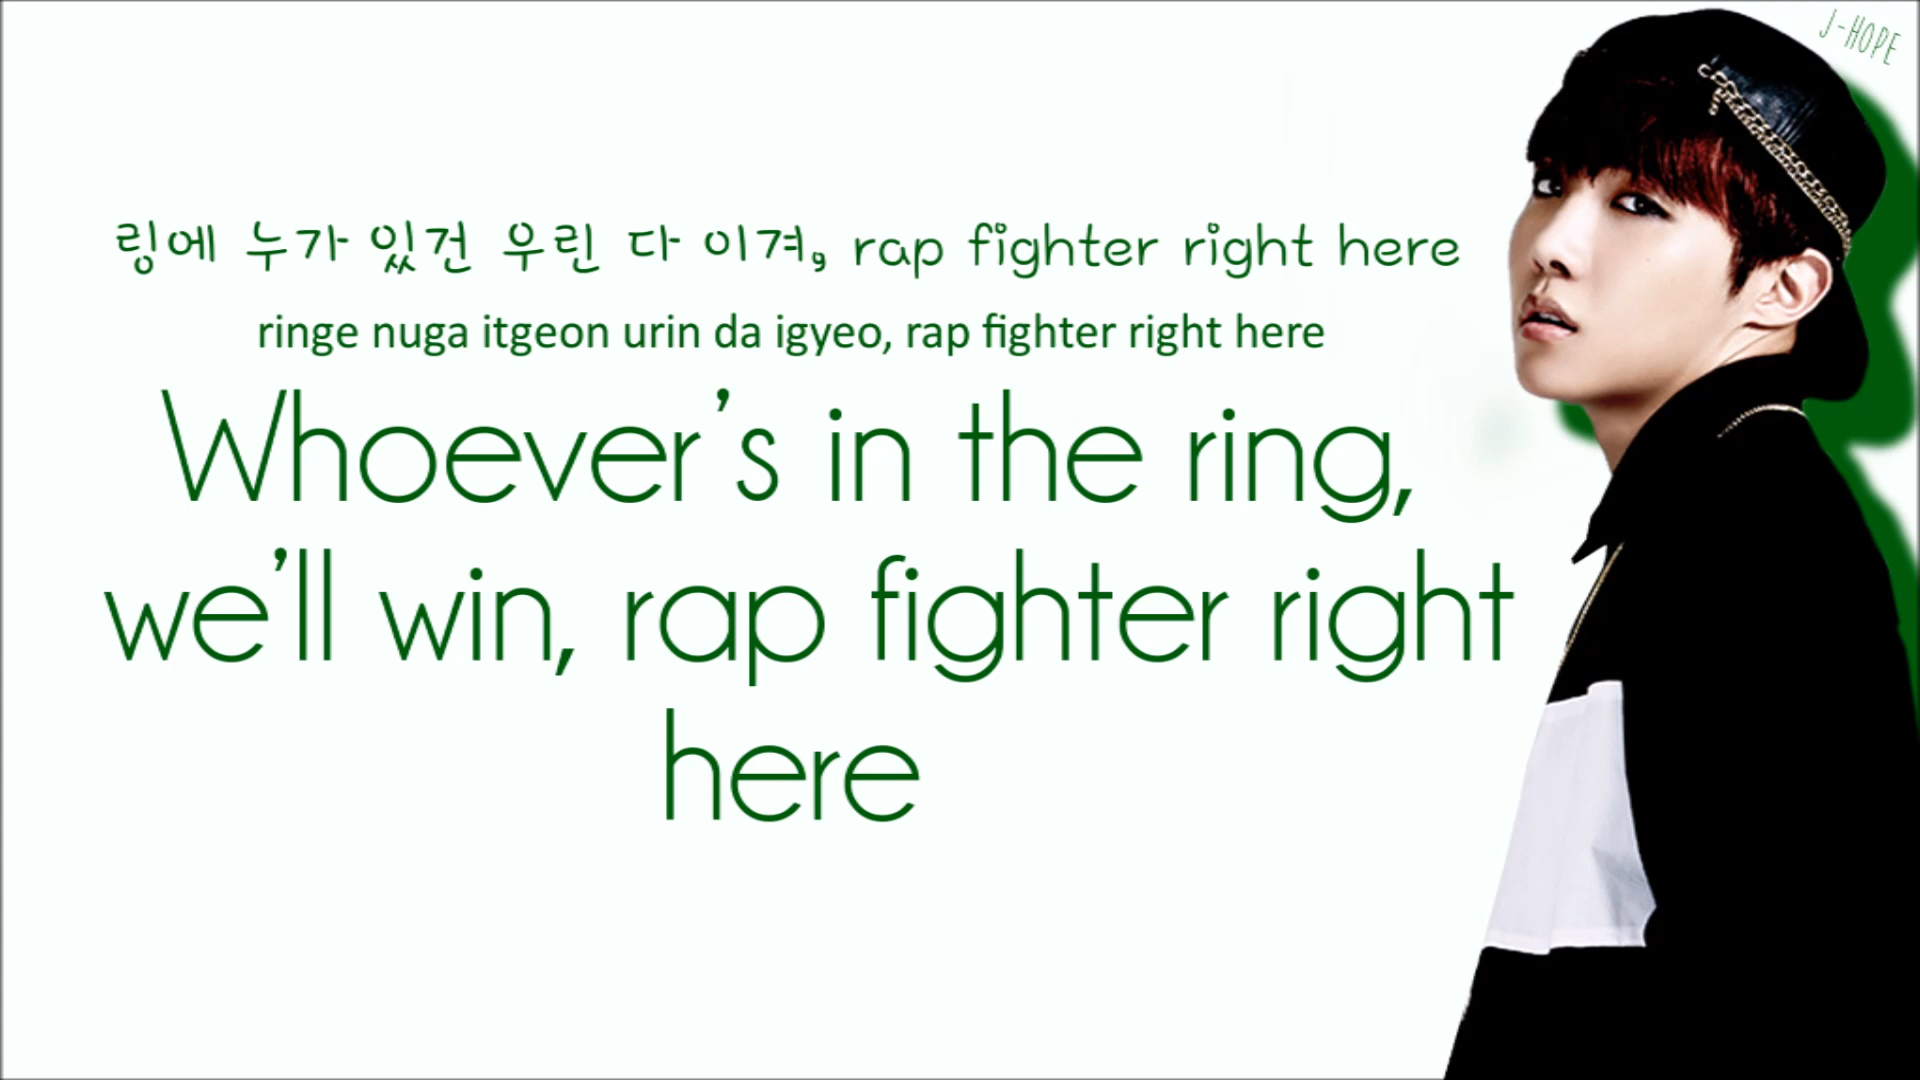 J-HOPE
링에 누가 있건 우린 다 이겨, rap fighter right here
ringe nuga itgeon urin da igyeo, rap fighter right here
Whoever's in the ring,
we'll win, rap fighter right
here